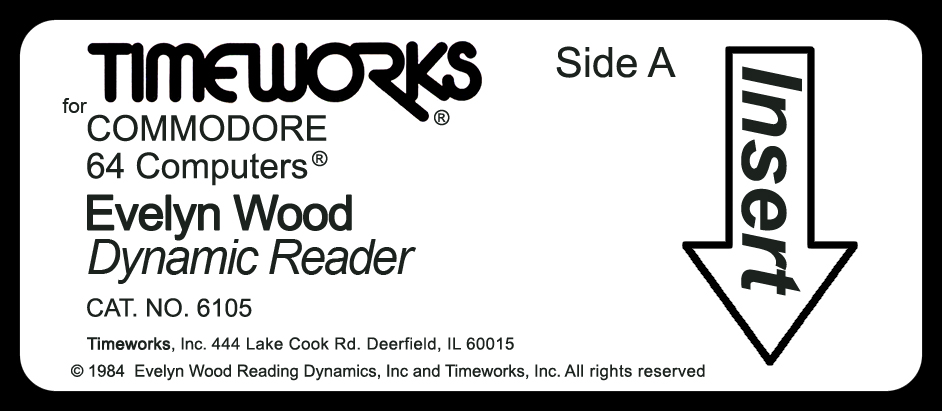 TIMEWORKS®
Side A
Insert
for
COMMODORE
64 Computers®
Evelyn Wood
Dynamic Reader
CAT. NO. 6105
Timeworks, Inc. 444 Lake Cook Rd. Deerfield, IL 60015
© 1984 Evelyn Wood Reading Dynamics, Inc and Timeworks, Inc. All rights reserved